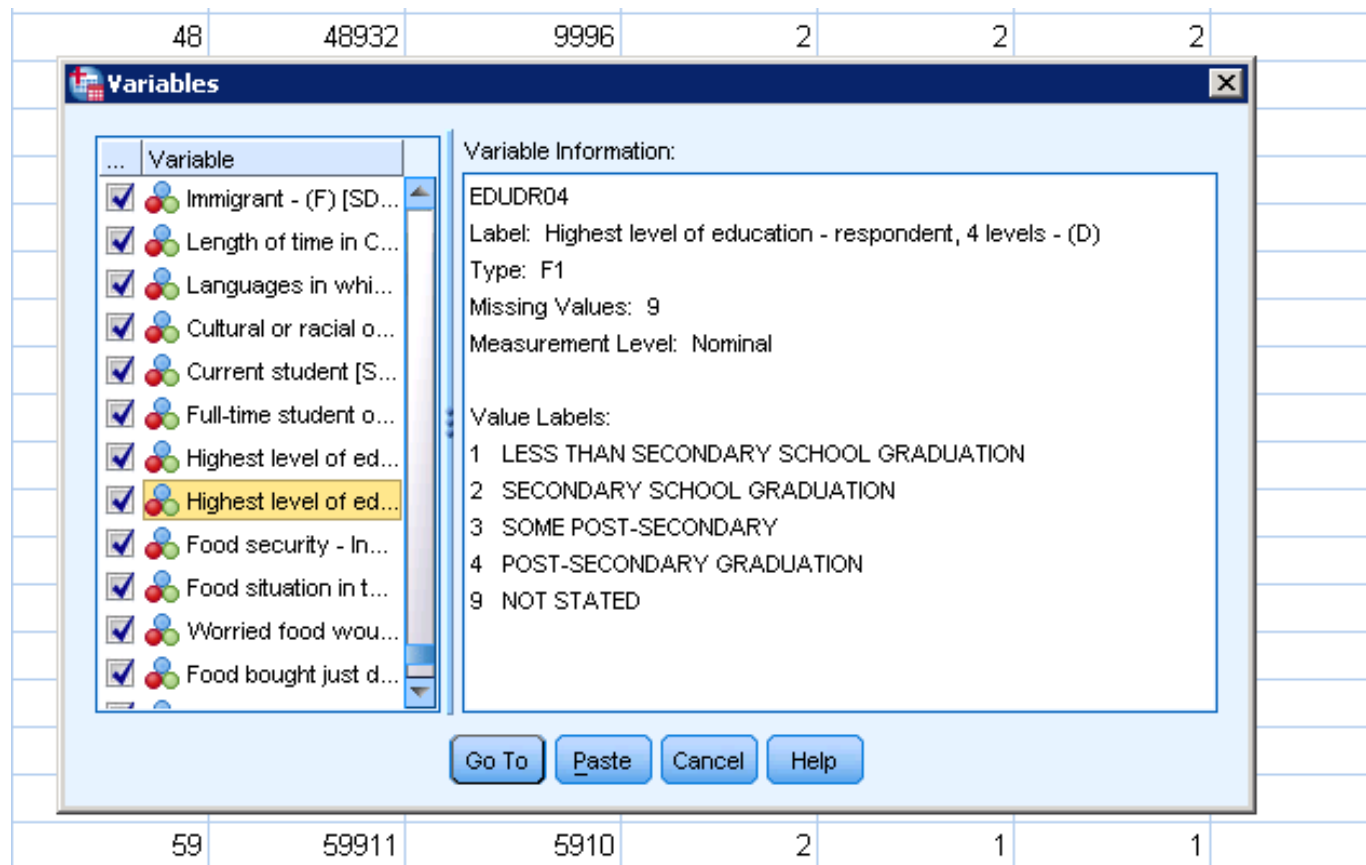 48 48932 9996 2 2 2
Variables
... Variable
Immigrant - (F) [SD...
Length of time in C...
Languages in whi...
Cultural or racial o...
Current student [S...
Full-time student o...
Highest level of ed...
Highest level of ed...
Food security - In...
Food situation in t...
Worried food wou...
Food bought just d...
Variable Information:
EDUDR04
Label: Highest level of education - respondent, 4 levels - (D)
Type: F1
Missing Values: 9
Measurement Level: Nominal
Value Labels:
1 LESS THAN SECONDARY SCHOOL GRADUATION
2 SECONDARY SCHOOL GRADUATION
3 SOME POST-SECONDARY
4 POST-SECONDARY GRADUATION
9 NOT STATED
Go To Paste Cancel Help
59 59911 5910 2 1 1